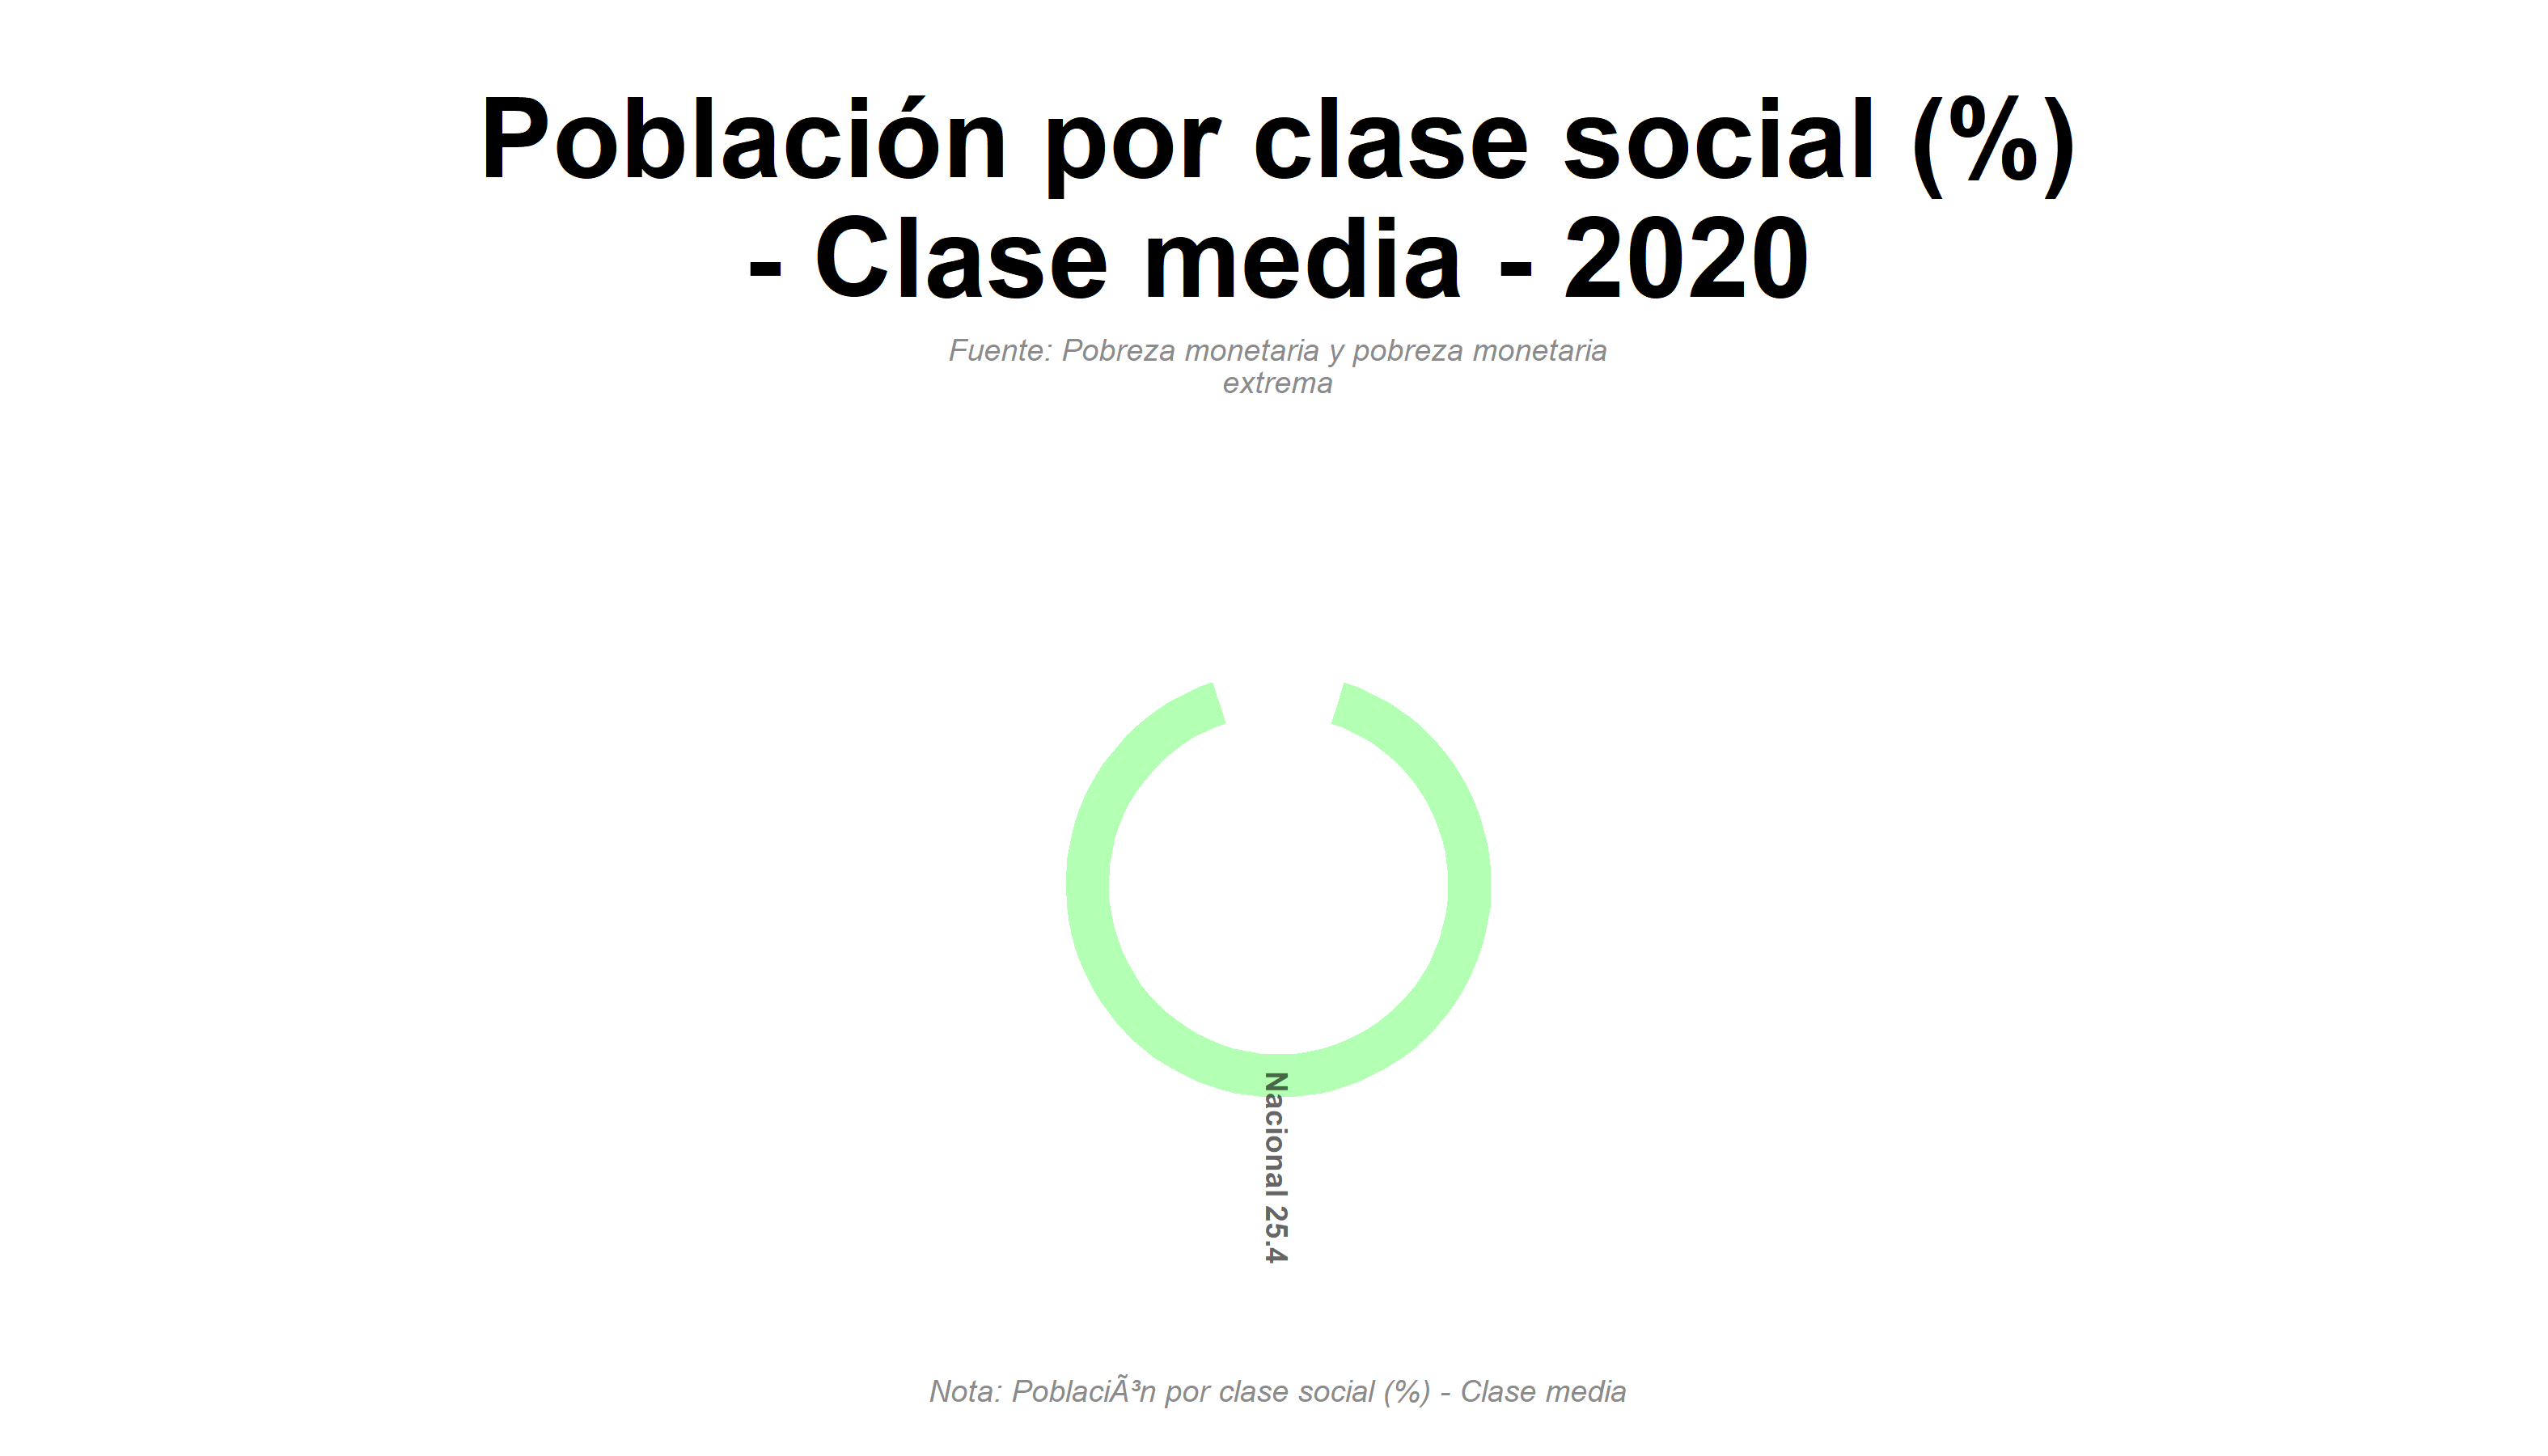 Población por clase social (%)
- Clase media - 2020
Fuente: Pobreza monetaria y pobreza monetaria
extrema
Nacional 25.4
Nota: PoblaciÃ³n por clase social (%) - Clase media